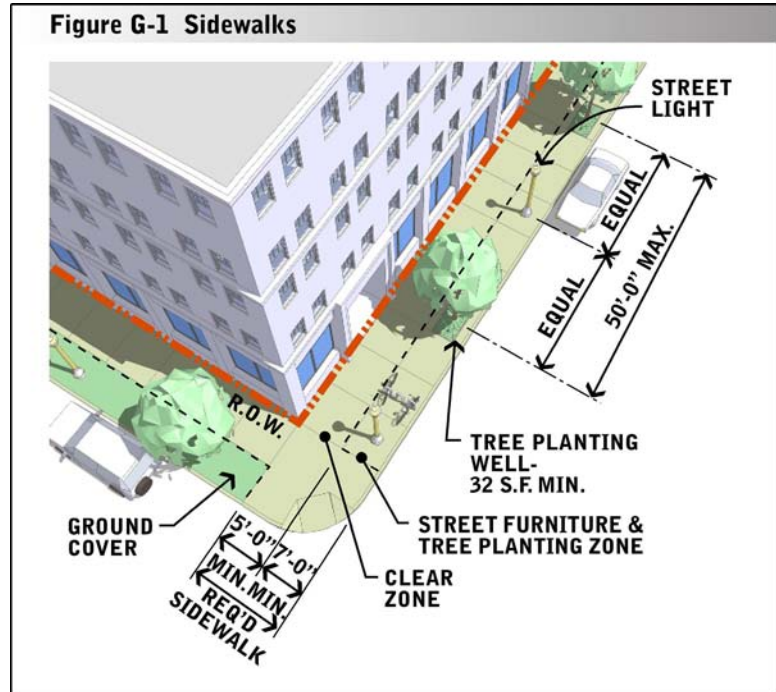 Figure G-1 Sidewalks
STREET
LIGHT
EQUAL
50'-0" MAX.
EQUAL
R.O.W.
TREE PLANTING
WELL-
32 S.F. MIN.
GROUND
COVER
STREET FURNITURE &
TREE PLANTING ZONE
5'-0" 7'-0"
MIN. MIN.
CLEAR
ZONE
REQ'D
SIDEWALK